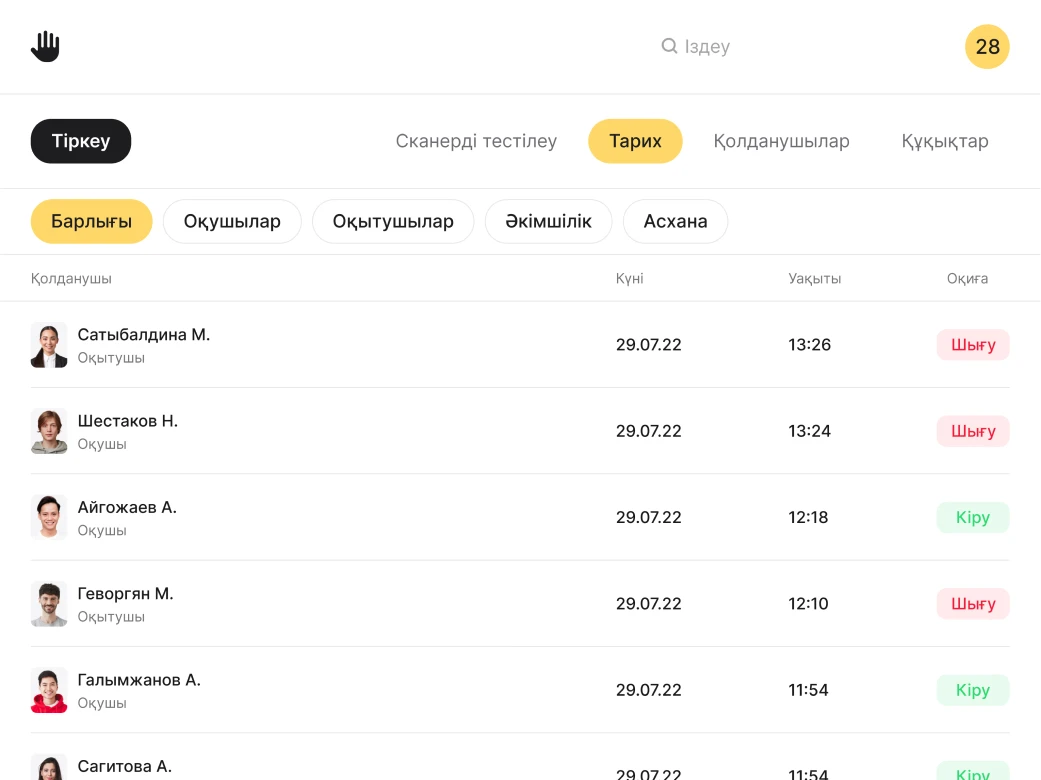 Іздеу
28
Тіркеу
Сканерді тестілеу
Тарих
Қолданушылар
Құқықтар
Барлығы
Оқушылар
Оқытушылар
Әкімшілік
Асхана
Қолданушы Күні Уақыты Оқиға
Сатыбалдина М.
Оқытушы
29.07.22 13:26 Шығу
Шестаков Н.
Оқушы
29.07.22 13:24 Шығу
Айгожаев А.
Оқушы
29.07.22 12:18 Кіру
Геворгян М.
Оқытушы
29.07.22 12:10 Шығу
Галымжанов А.
Оқушы
29.07.22 11:54 Кіру
Сагитова А.
29.07.22 11:54 Кіру